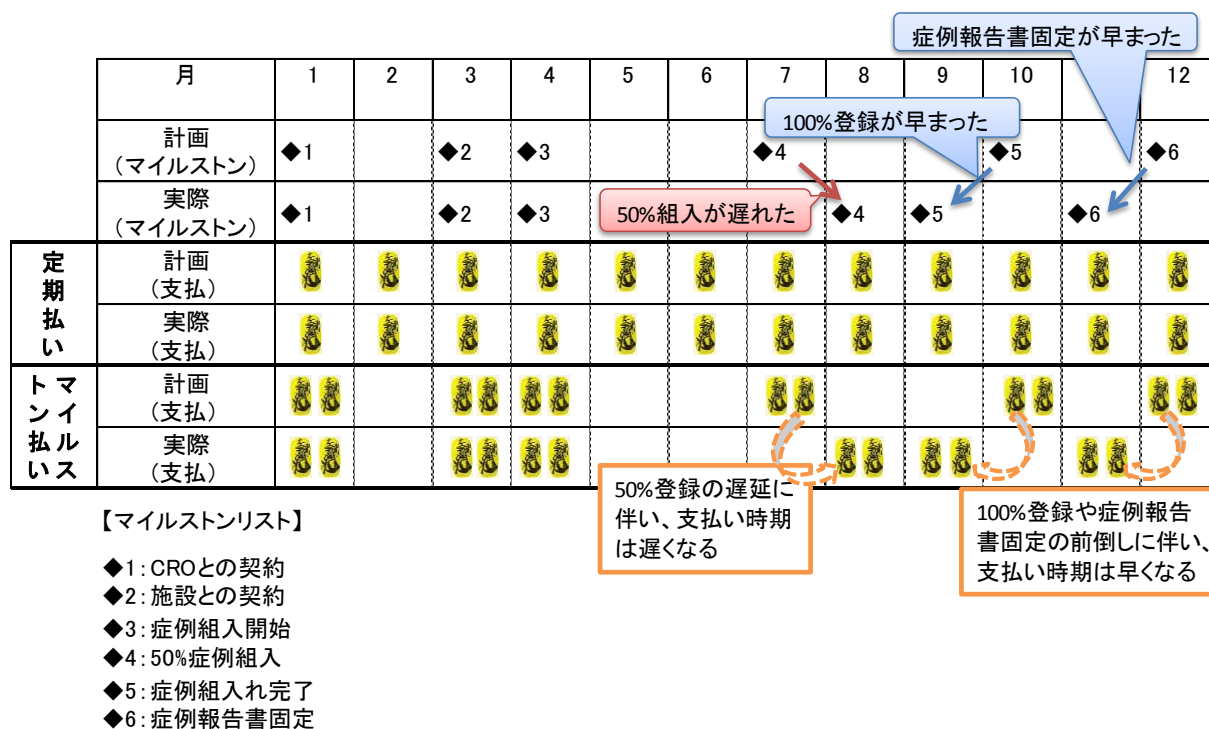 症例報告書固定が早まった
月 1 2 3 4 5 6 7 8 9 10 12
100%登録が早まった
計画
（マイルストン）
◆1 ◆2 ◆3 ◆4 ◆5 ◆6
50%組入が遅れた
実際
（マイルストン）
◆1 ◆2 ◆3 ◆4 ◆5 ◆6
定期払い
計画
（支払）
実際
（支払）
マイルストン払い
計画
（支払）
実際
（支払）
50%登録の遅延に
伴い、支払い時期
は遅くなる
100%登録や症例報告
書固定の前倒しに伴い、
支払い時期は早くなる
【マイルストンリスト】
◆1：CROとの契約
◆2：施設との契約
◆3：症例組入開始
◆4：50%症例組入
◆5：症例組入れ完了
◆6：症例報告書固定